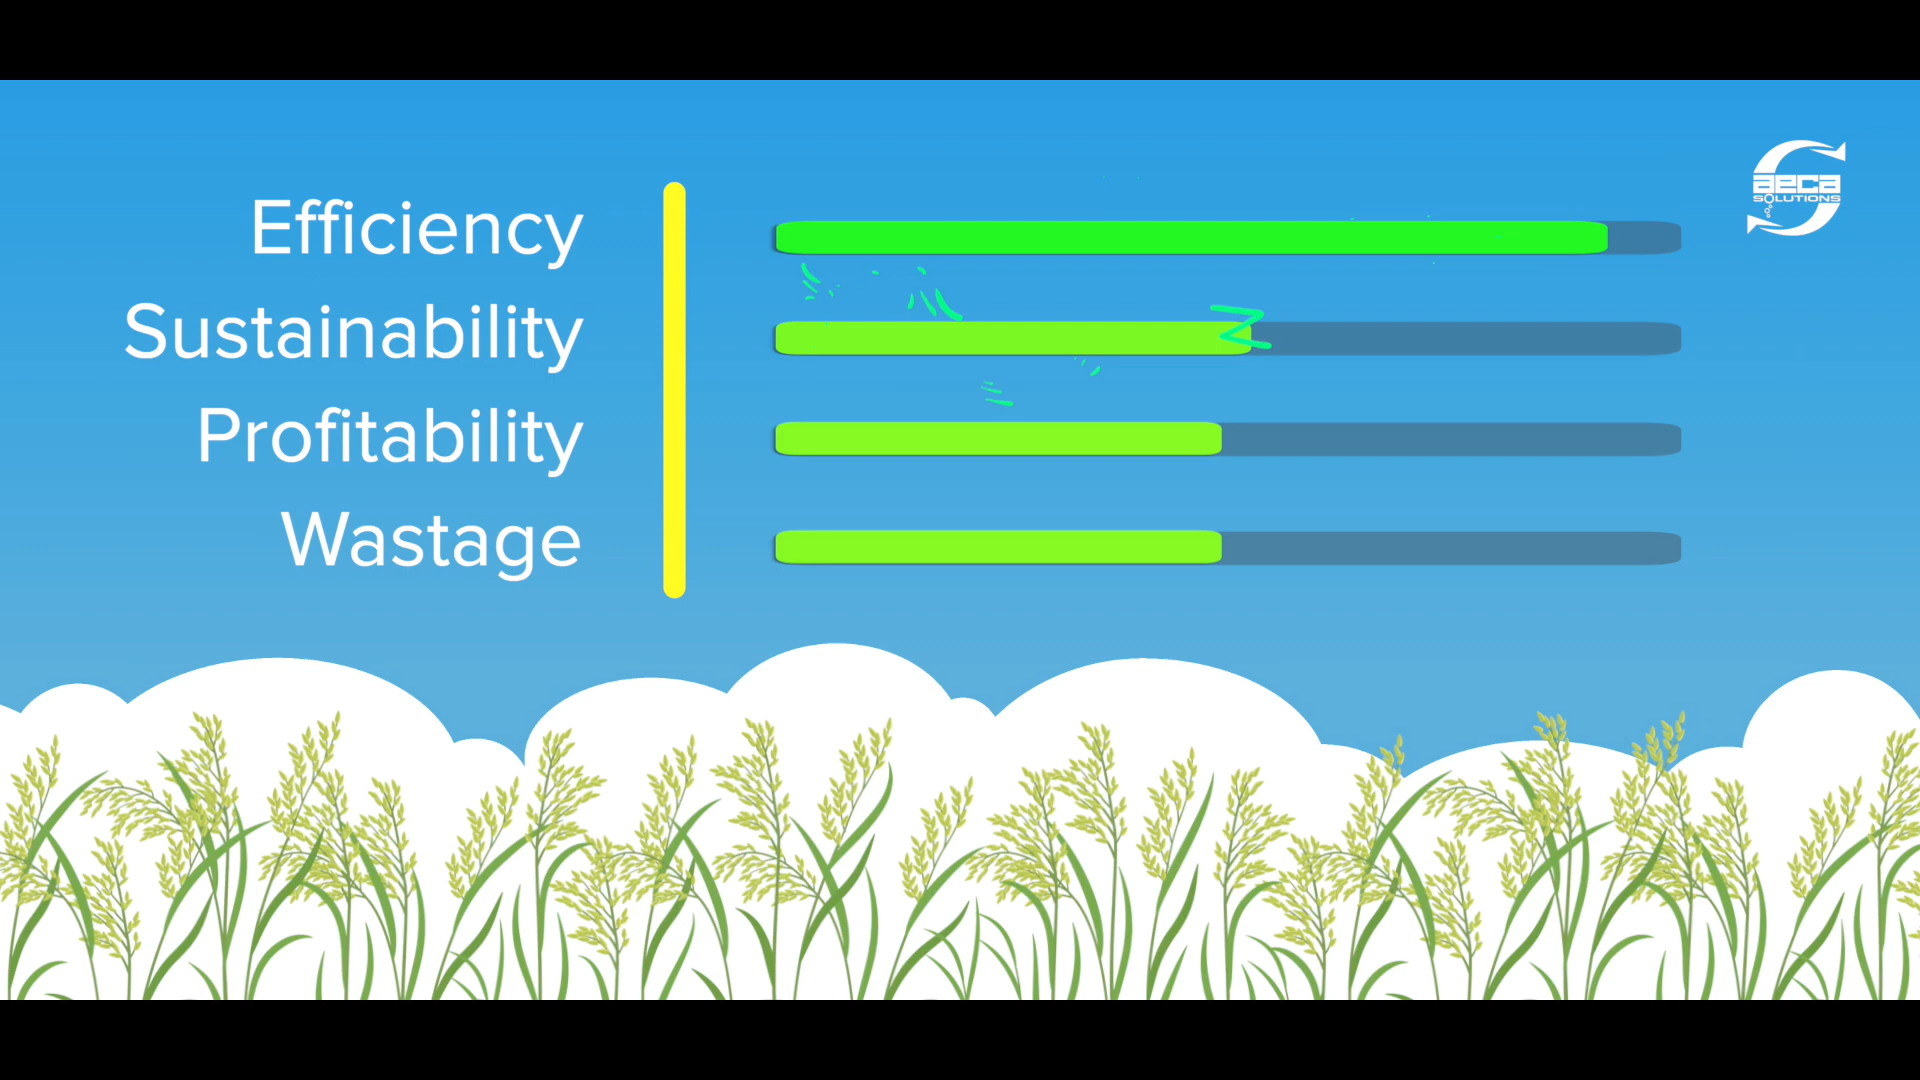 Efficiency
Sustainability
Profitability
Wastage
aeca
SOLUTIONS